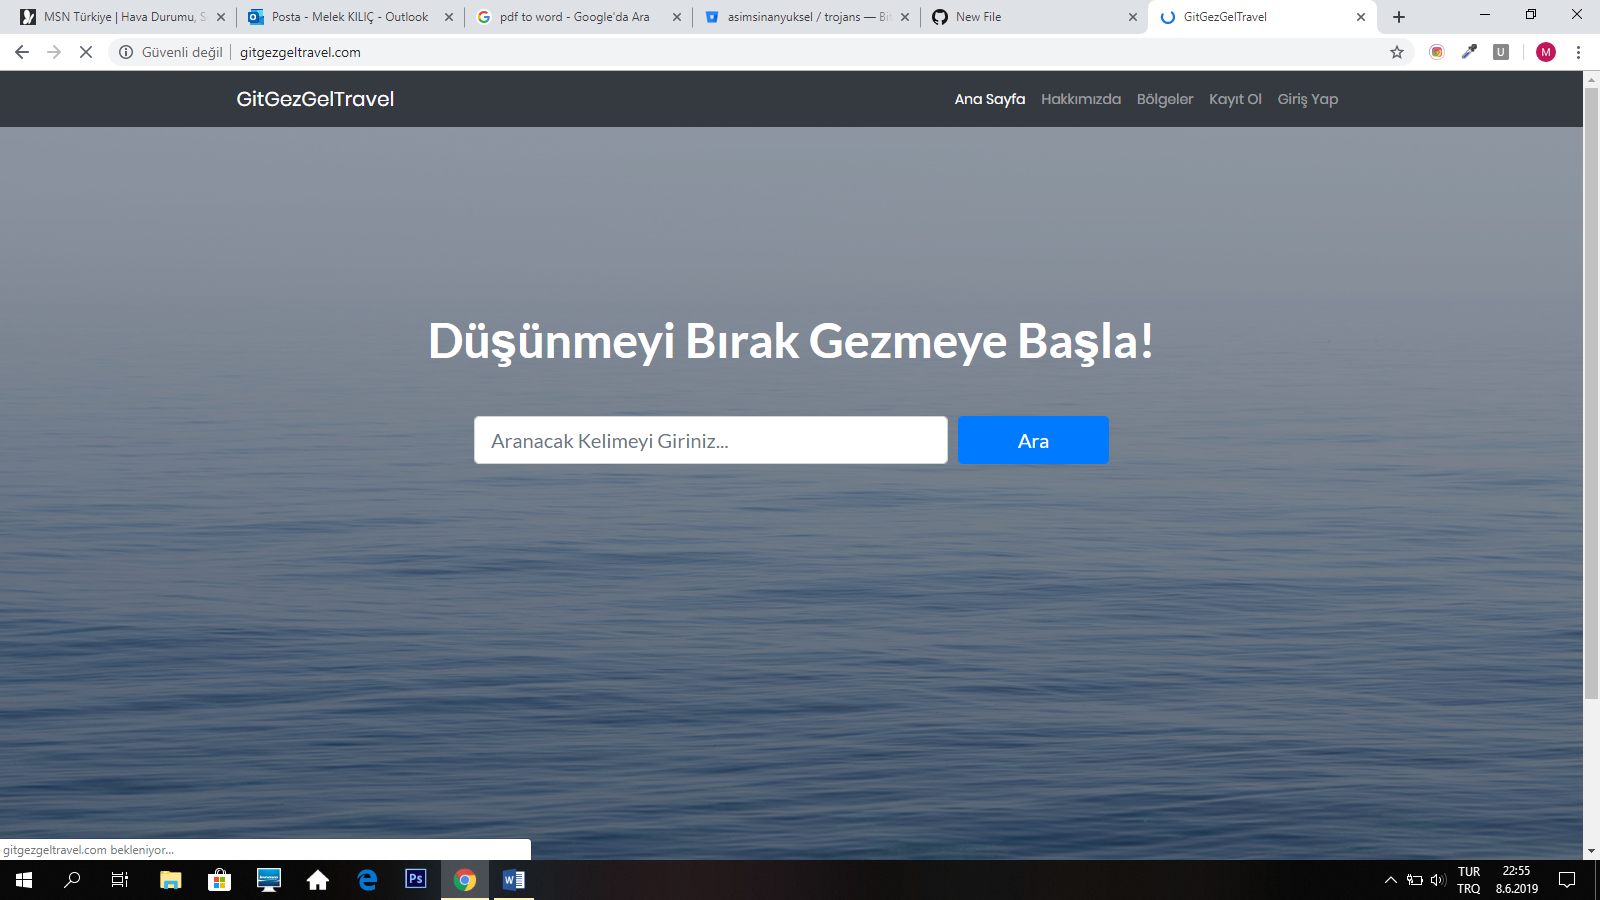 MSN Türkiye | Hava Durumu, S
Posta - Melek KILIÇ - Outlook
pdf to word - Google'da Ara
asimsinanyuksel / trojans — Bit
New File
GitGezGelTravel
Güvenli değil
gitgezgeltravel.com
U
M
GitGezGelTravel
Ana Sayfa
Hakkımızda
Bölgeler
Kayıt Ol
Giriş Yap
Düşünmeyi Bırak Gezmeye Başla!
Aranacak Kelimeyi Giriniz...
Ara
gitgezgeltravel.com bekleniyor...
Ps
TUR
TRQ
22:55
8.6.2019